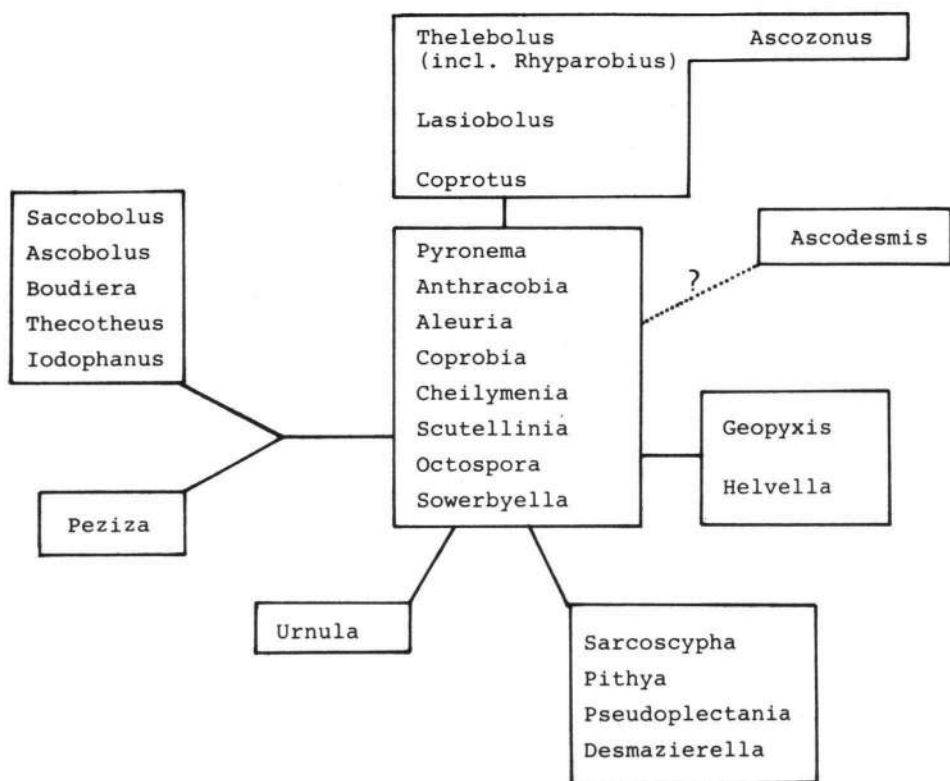 Thelebolus Ascozonus
(incl. Rhyparobius)
Lasiobolus
Coprotus
Saccobolus
Ascobolus
Boudiera
Thecotheus
Iodophanus
Pyronema
Anthracobia
Aleuria
Coprobia
Cheilymenia
Scutellinia
Octospora
Sowerbyella
?
Ascodesmis
Geopyxis
Helvella
Peziza
Urnula
Sarcoscypha
Pithya
Pseudoplectania
Desmazierella